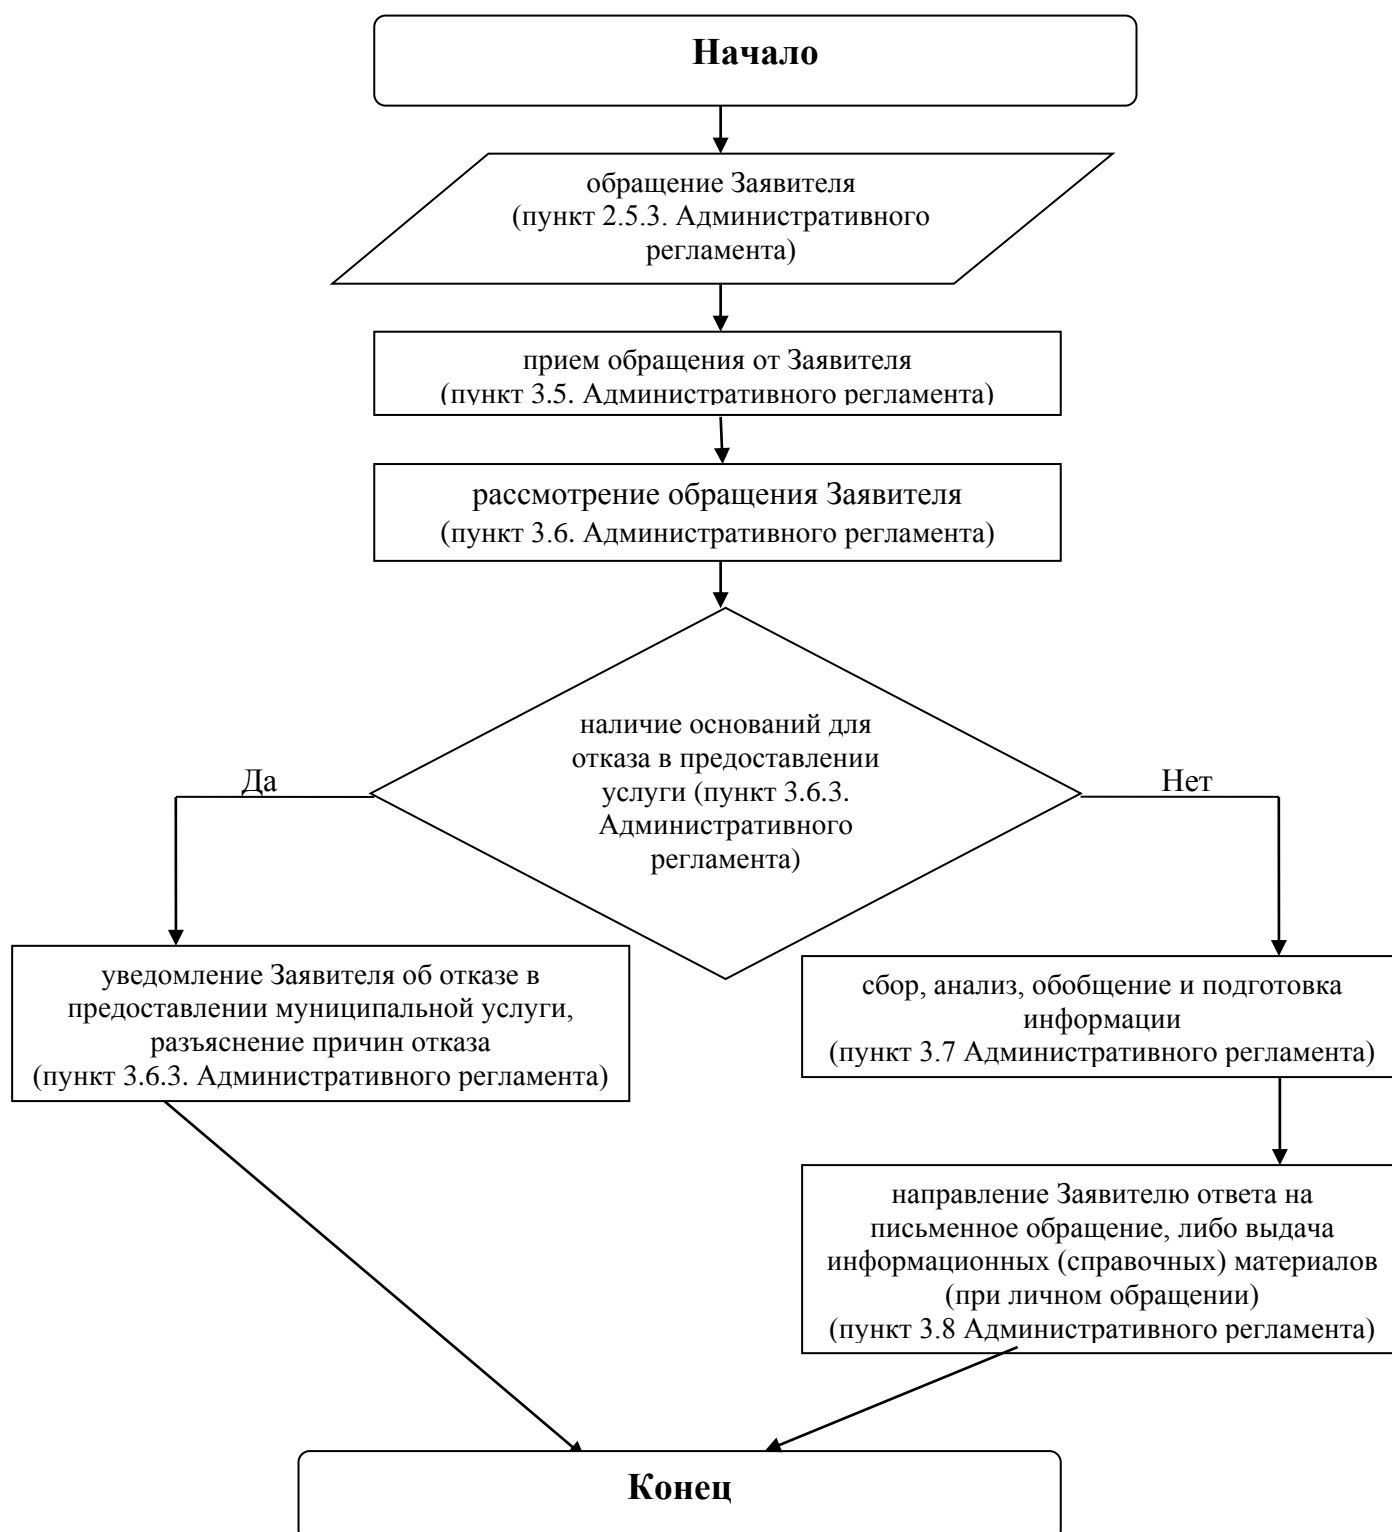 Начало
обращение Заявителя
(пункт 2.5.3. Административного
регламента)
прием обращения от Заявителя
(пункт 3.5. Административного регламента)
рассмотрение обращения Заявителя
(пункт 3.6. Административного регламента)
наличие оснований для
отказа в предоставлении
услуги (пункт 3.6.3.
Административного
регламента)
Да
Нет
уведомление Заявителя об отказе в
предоставлении муниципальной услуги,
разъяснение причин отказа
(пункт 3.6.3. Административного регламента)
сбор, анализ, обобщение и подготовка
информации
(пункт 3.7 Административного регламента)
направление Заявителю ответа на
письменное обращение, либо выдача
информационных (справочных) материалов
(при личном обращении)
(пункт 3.8 Административного регламента)
Конец